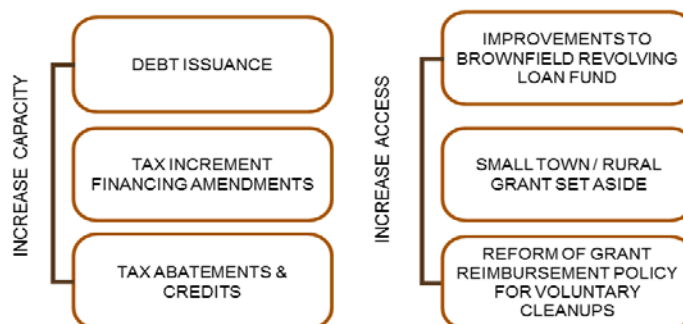 INCREASE CAPACITY
DEBT ISSUANCE
TAX INCREMENT
FINANCING AMENDMENTS
TAX ABATEMENTS &
CREDITS
INCREASE ACCESS
IMPROVEMENTS TO
BROWNFIELD REVOLVING
LOAN FUND
SMALL TOWN / RURAL
GRANT SET ASIDE
REFORM OF GRANT
REIMBURSEMENT POLICY
FOR VOLUNTARY
CLEANUPS